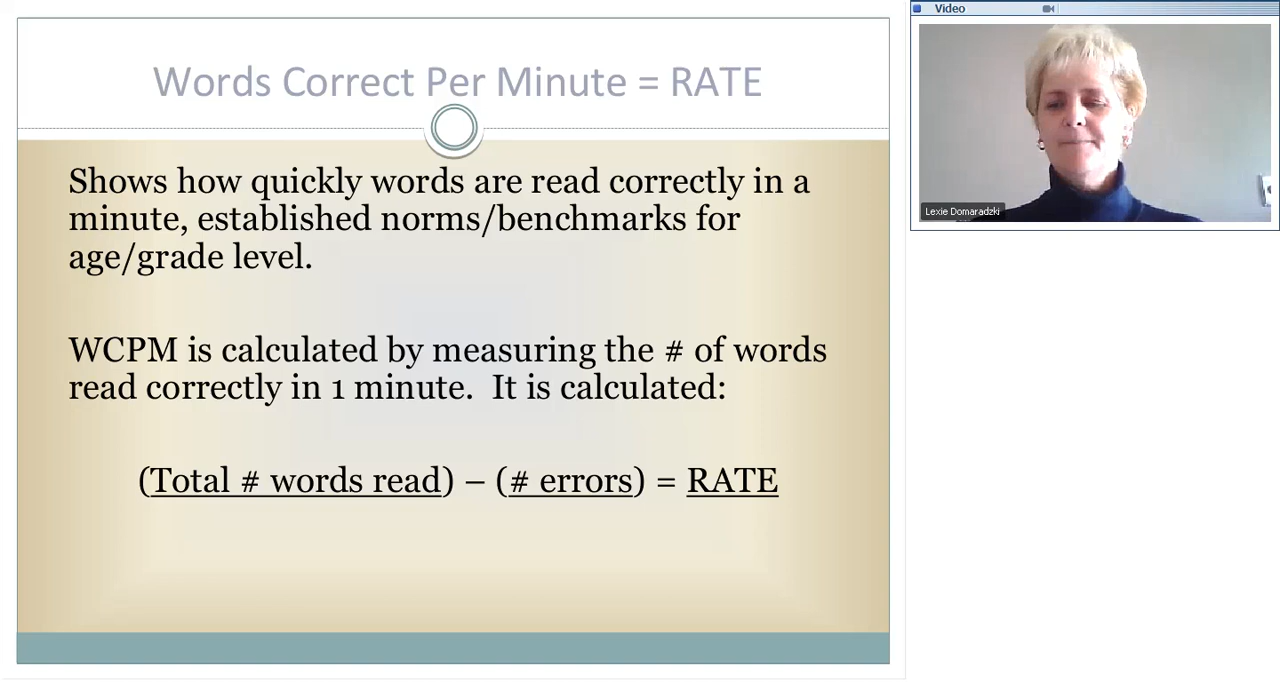 Words Correct Per Minute = RATE
Shows how quickly words are read correctly in a
minute, established norms/benchmarks for
age/grade level.
WCPM is calculated by measuring the # of words
read correctly in 1 minute.  It is calculated:
(Total # words read) – (# errors) = RATE
Video
Lexie Domaradzki